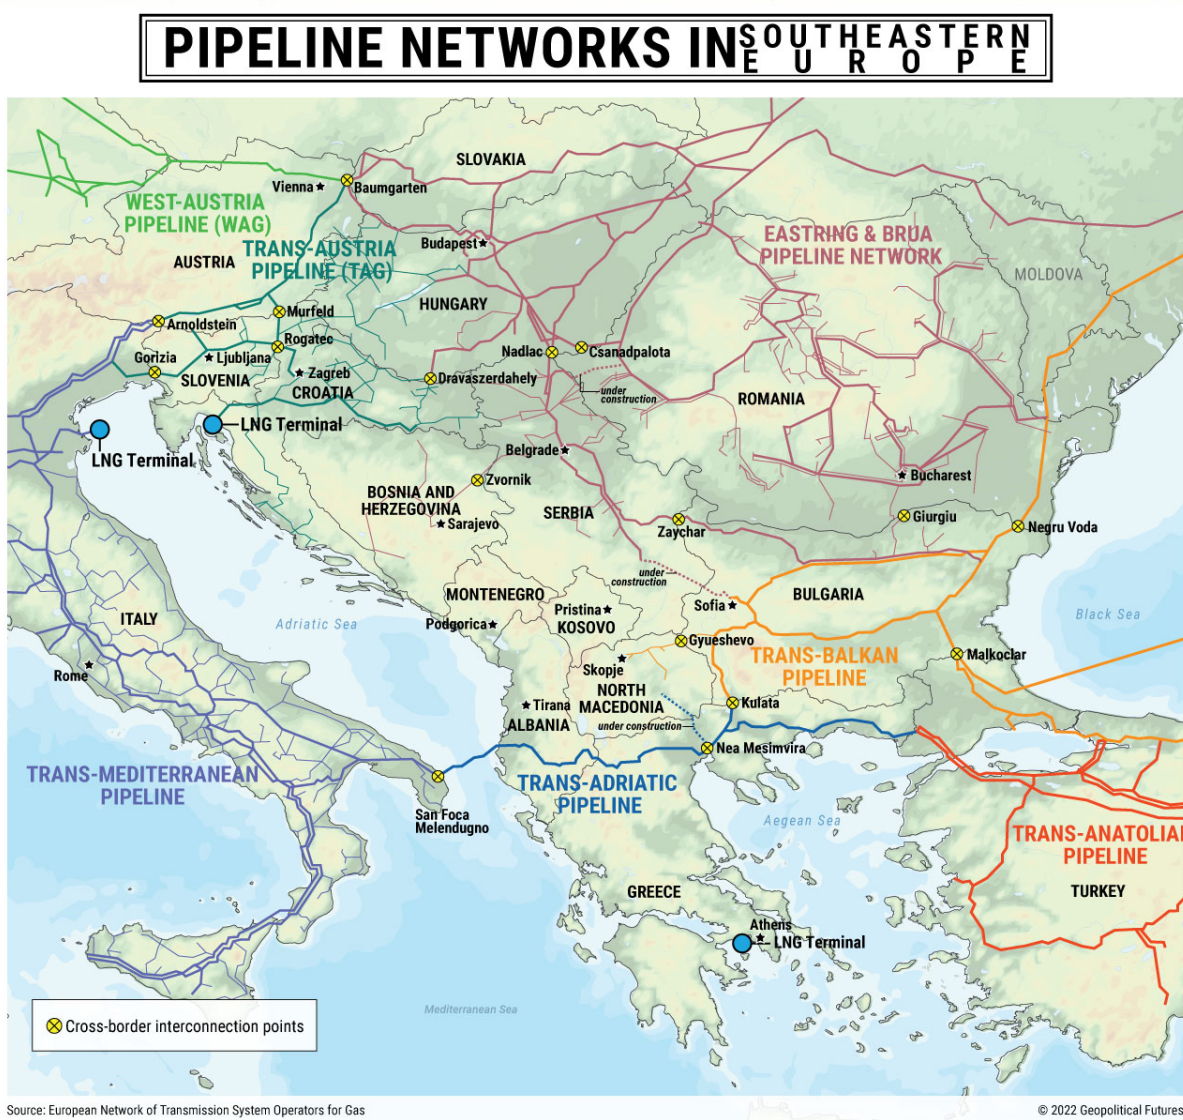 PIPELINE NETWORKS IN SOUTHEASTERN
EUROPE
SLOVAKIA
Vienna
Baumgarten
WEST-AUSTRIA
PIPELINE (WAG)
TRANS-AUSTRIA
PIPELINE (TAG)
AUSTRIA
Budapest
EASTRING & BRUA
PIPELINE NETWORK
MOLDOVA
HUNGARY
Murfeld
Arnoldstein
Rogatec
Gorizia
Ljubljana
Nadlac
Csanadpalota
SLOVENIA
Zagreb
CROATIA
Dravaszerdahely
under
construction
ROMANIA
LNG Terminal
LNG Terminal
Belgrade
Bucharest
Zvornik
BOSNIA AND
HERZEGOVINA
Sarajevo
SERBIA
Zaychar
Giurgiu
Negru Voda
under
construction
MONTENEGRO
Pristina
KOSOVO
Sofia
BULGARIA
Black Sea
ITALY
Adriatic Sea
Podgorica
Gyueshevo
TRANS-BALKAN
PIPELINE
Malkoclar
Rome
Skopje
NORTH
MACEDONIA
Tirana
ALBANIA
under construction
Kulata
Nea Mesimvira
TRANS-MEDITERRANEAN
PIPELINE
TRANS-ADRIATIC
PIPELINE
San Foca
Melendugno
Aegean Sea
TRANS-ANATOLIA
PIPELINE
TURKEY
GREECE
Athens
LNG Terminal
Mediterranean Sea
Cross-border interconnection points
Source: European Network of Transmission System Operators for Gas
© 2022 Geopolitical Futures